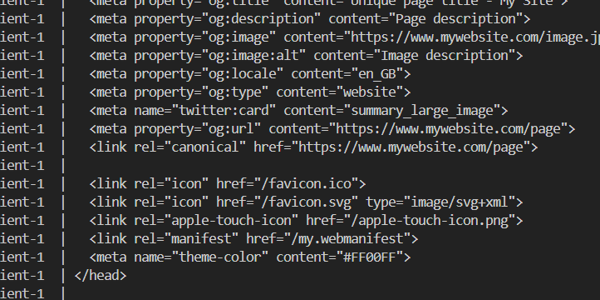 ient-1 | <meta property="og:title" content="Unique page title - My Site">
ient-1 | <meta property="og:description" content="Page description">
ient-1 | <meta property="og:image" content="https://www.mywebsite.com/image.jp
ient-1 | <meta property="og:image:alt" content="Image description">
ient-1 | <meta property="og:locale" content="en_GB">
ient-1 | <meta property="og:type" content="website">
ient-1 | <meta name="twitter:card" content="summary_large_image">
ient-1 | <meta property="og:url" content="https://www.mywebsite.com/page">
ient-1 | <link rel="canonical" href="https://www.mywebsite.com/page">
ient-1 |
ient-1 | <link rel="icon" href="/favicon.ico">
ient-1 | <link rel="icon" href="/favicon.svg" type="image/svg+xml">
ient-1 | <link rel="apple-touch-icon" href="/apple-touch-icon.png">
ient-1 | <link rel="manifest" href="/my.webmanifest">
ient-1 | <meta name="theme-color" content="#FF00FF">
ient-1 | </head>
ient-1 |